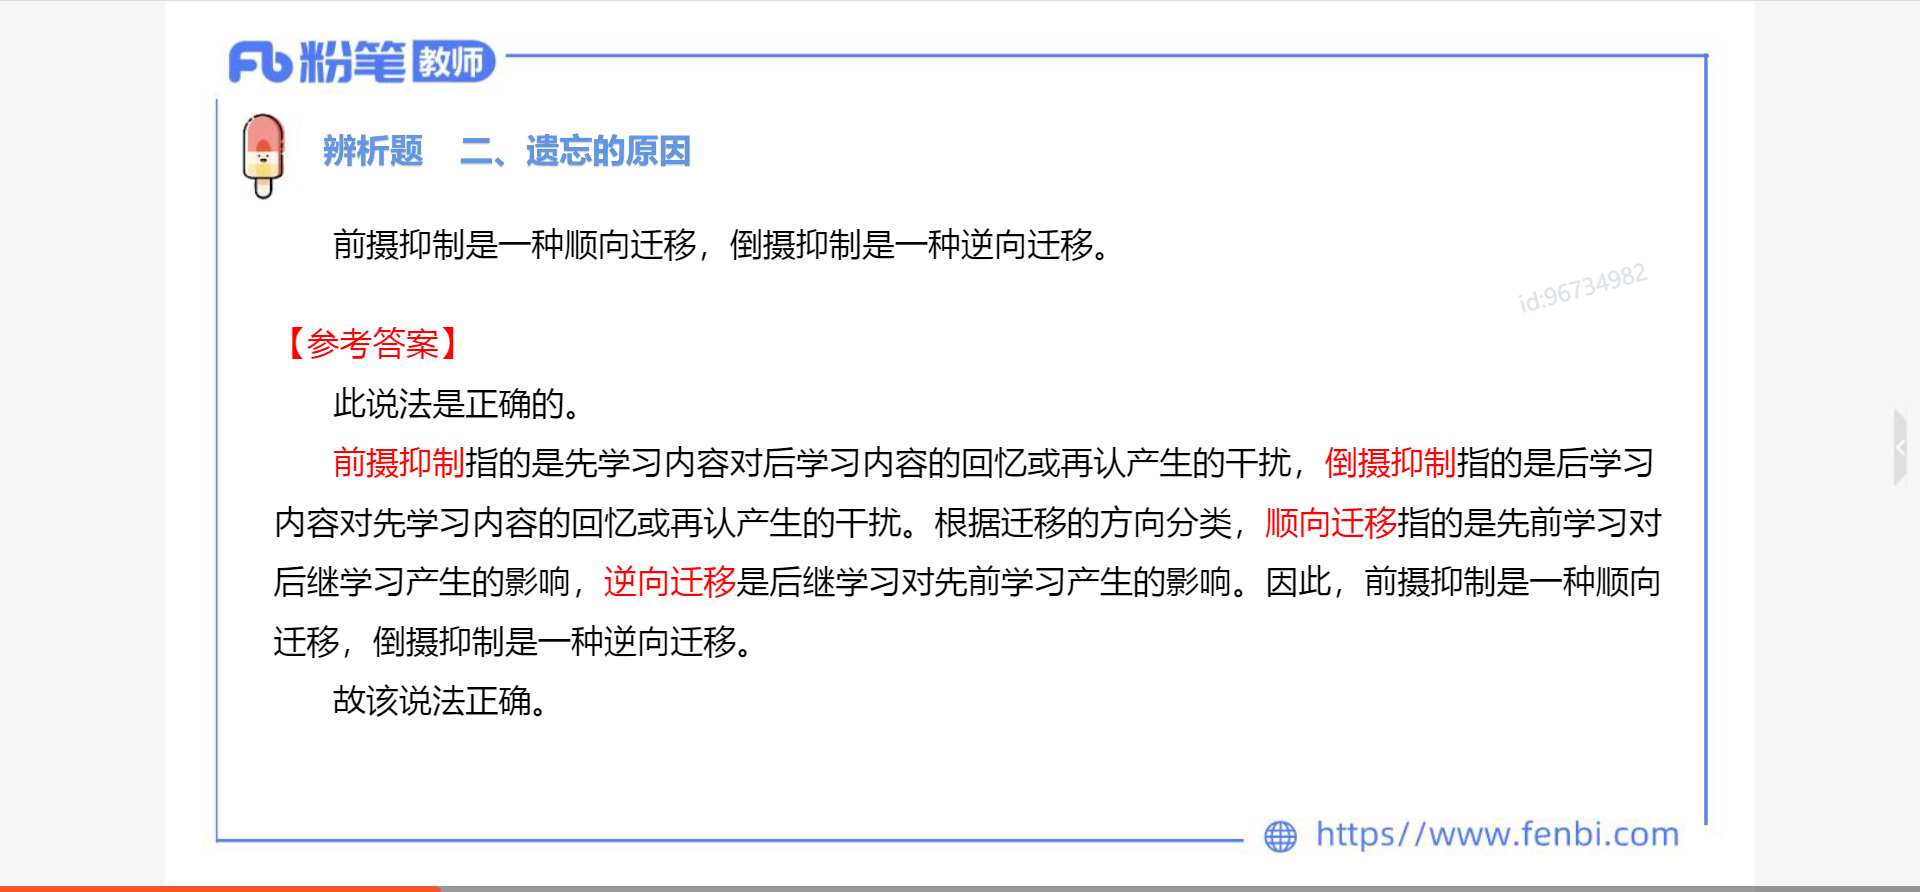 粉笔教师
辨析题 二、遗忘的原因
前摄抑制是一种顺向迁移，倒摄抑制是一种逆向迁移。
id:96734982
【参考答案】
此说法是正确的。
前摄抑制指的是先学习内容对后学习内容的回忆或再认产生的干扰，倒摄抑制指的是后学习
内容对先学习内容的回忆或再认产生的干扰。根据迁移的方向分类，顺向迁移指的是先前学习对
后继学习产生的影响，逆向迁移是后继学习对先前学习产生的影响。因此，前摄抑制是一种顺向
迁移，倒摄抑制是一种逆向迁移。
故该说法正确。
https//www.fenbi.com